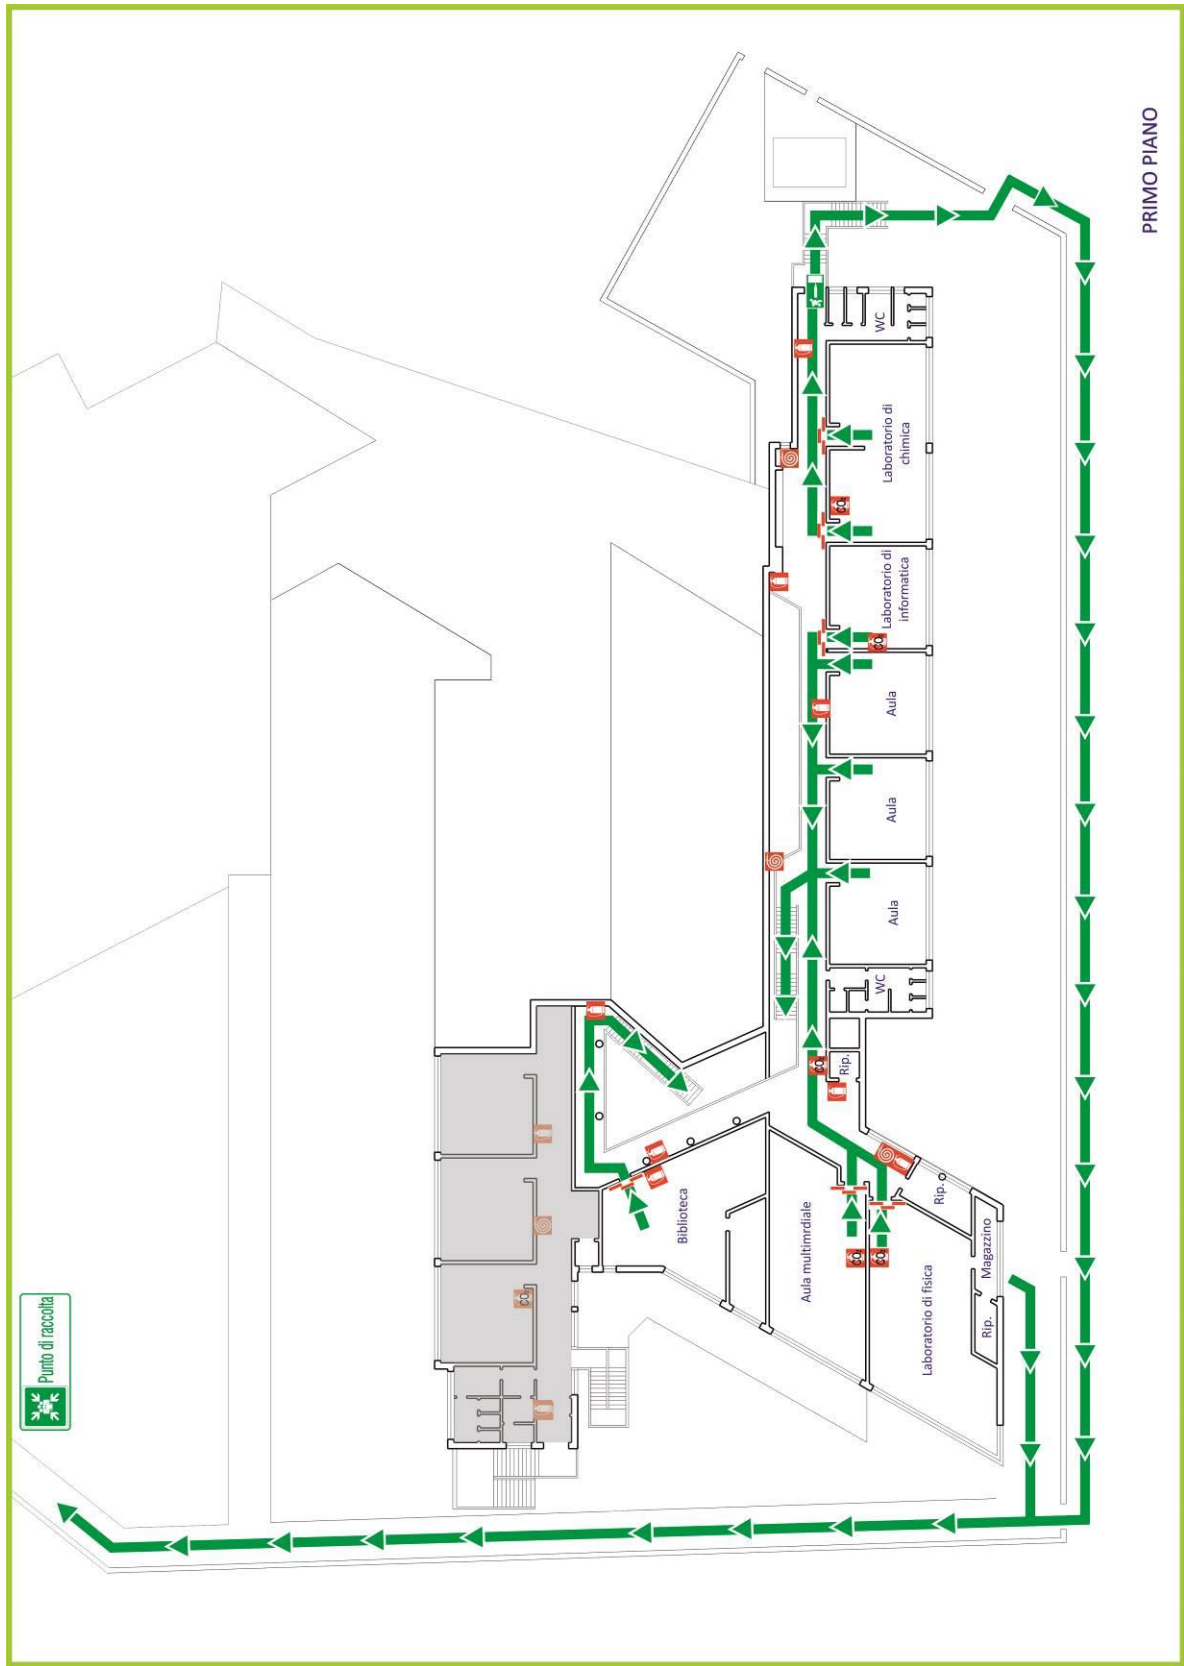 Punto di raccolta
CO2
Biblioteca
Aula multimrdiale
CO2
Rip.
CO2
CO2
CO2
CO2
WC
Aula
Aula
Aula
Laboratorio di
informatica
Laboratorio di
chimica
WC
Laboratorio di fisica
Rip.
Magazzino
Rip.
PRIMO PIANO